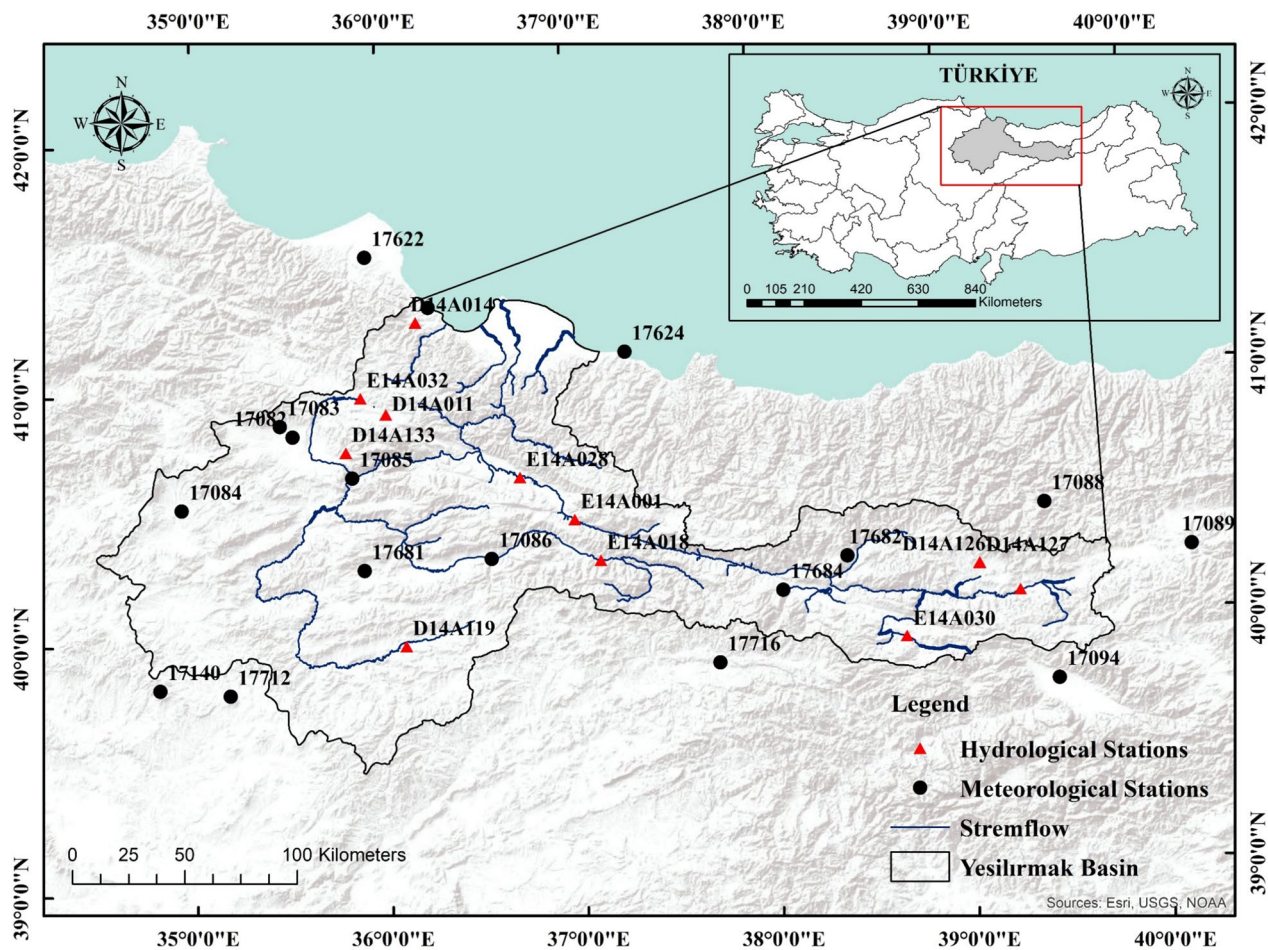 35°0'0"E 36°0'0"E 37°0'0"E 38°0'0"E 39°0'0"E 40°0'0"E
N
W E
S
TÜRKİYE
N
W E
S
0 105 210 420 630 840
Kilometers
42°0'0"N
42°0'0"N
41°0'0"N
41°0'0"N
40°0'0"N
40°0'0"N
39°0'0"N
39°0'0"N
17622
D14A014
17624
E14A032
D14A011
17083
17082
D14A133
17085
E14A028
17084
E14A001
17088
17089
17681
17086
E14A018
17682
D14A126
D14A127
17684
D14A119
E14A030
17716
17140
17712
17094
Legend
Hydrological Stations
Meteorological Stations
Stremflow
Yesilırmak Basin
0 25 50 100 Kilometers
Sources: Esri, USGS, NOAA
35°0'0"E 36°0'0"E 37°0'0"E 38°0'0"E 39°0'0"E 40°0'0"E